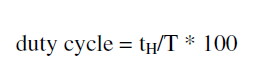 duty cycle = tH/T * 100